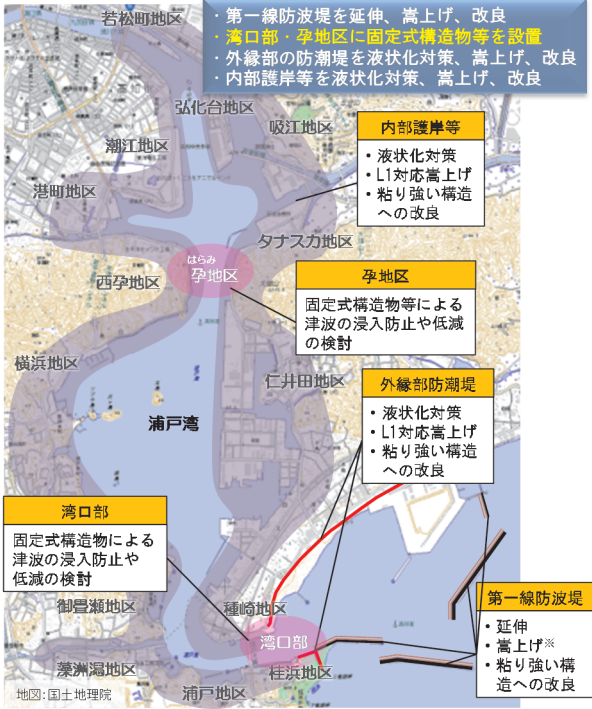 ・第一線防波堤を延伸、嵩上げ、改良
・湾口部・孕地区に固定式構造物等を設置
・外縁部の防潮堤を液状化対策、嵩上げ、改良
・内部護岸等を液状化対策、嵩上げ、改良
若松町地区
弘化台地区
吸江地区
潮江地区
港町地区
内部護岸等
・液状化対策
・L1対応嵩上げ
・粘り強い構造
への改良
タナスカ地区
はらみ
孕地区
西孕地区
孕地区
固定式構造物等による
津波の浸入防止や低減
の検討
横浜地区
仁井田地区
浦戸湾
外縁部防潮堤
・液状化対策
・L1対応嵩上げ
・粘り強い構造
への改良
湾口部
固定式構造物による
津波の浸入防止や
低減の検討
御畳瀬地区
種崎地区
湾口部
第一線防波堤
・延伸
・嵩上げ※
・粘り強い構
造への改良
藻洲潟地区
桂浜地区
浦戸地区
地図:国土地理院